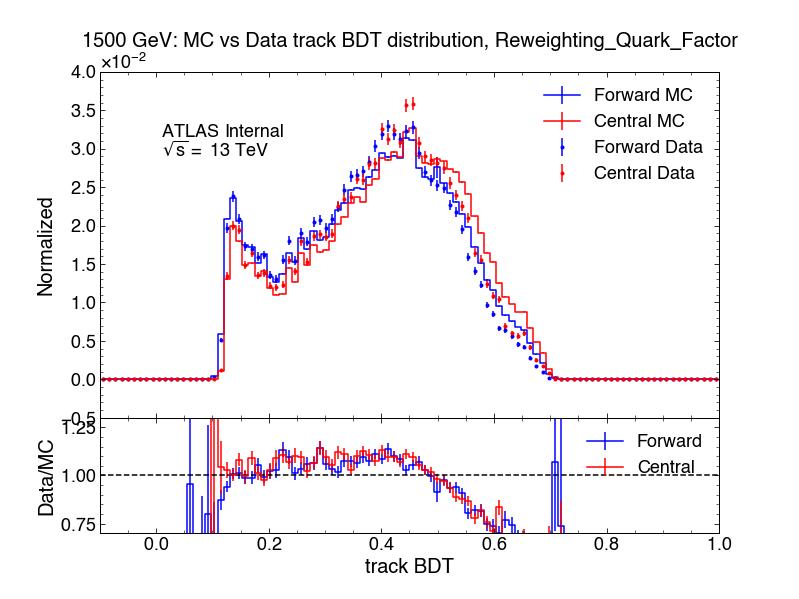 1500 GeV: MC vs Data track BDT distribution, Reweighting_Quark_Factor
×10⁻²
4.0
3.5
3.0
2.5
2.0
1.5
1.0
0.5
0.0
-0.5
Normalized
ATLAS Internal
√s = 13 TeV
Forward MC
Central MC
Forward Data
Central Data
1.25
1.00
0.75
Data/MC
Forward
Central
0.0 0.2 0.4 0.6 0.8 1.0
track BDT